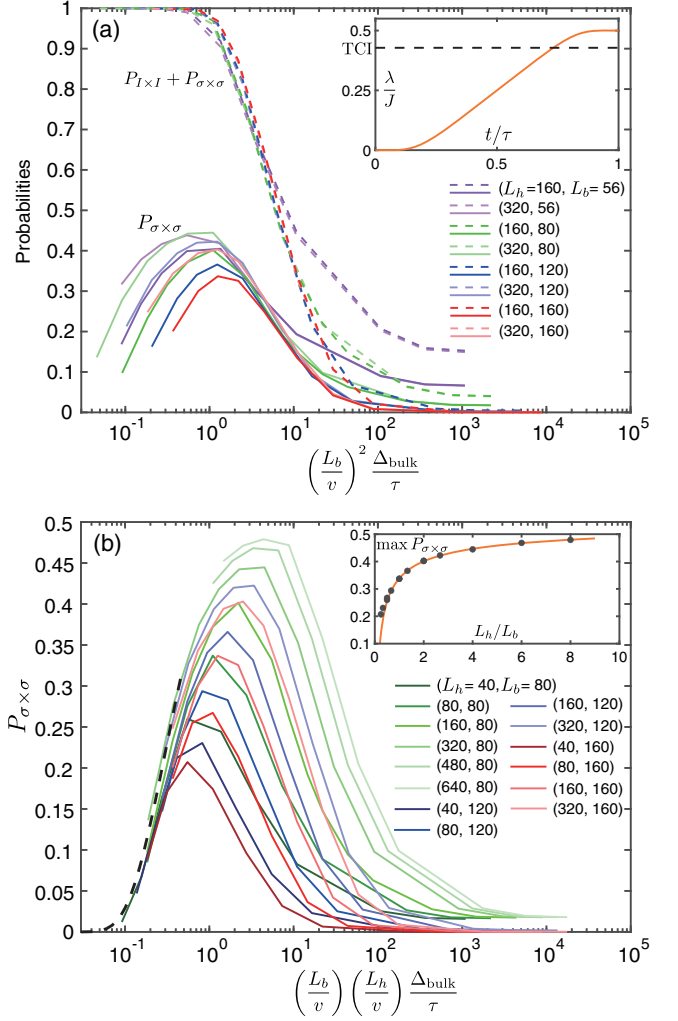 (a)
Probabilities
1
0.9
0.8
0.7
0.6
0.5
0.4
0.3
0.2
0.1
0
P_{I×I} + P_{σ×σ}
P_{σ×σ}
0.5
TCI
0.25
0
λ/J
t/τ
0 0.5 1
(L_h=160, L_b= 56)
(320, 56)
(160, 80)
(320, 80)
(160, 120)
(320, 120)
(160, 160)
(320, 160)
10^{-1} 10^0 10^1 10^2 10^3 10^4 10^5
(L_b/v)^2 Δ_bulk/τ
(b)
P_{σ×σ}
0.5
0.45
0.4
0.35
0.3
0.25
0.2
0.15
0.1
0.05
0
max P_{σ×σ}
0.5
0.4
0.3
0.2
0.1
L_h/L_b
0 2 4 6 8 10
(L_h= 40, L_b= 80)
(80, 80)
(160, 80)
(320, 80)
(480, 80)
(640, 80)
(40, 120)
(80, 120)
(160, 120)
(320, 120)
(40, 160)
(80, 160)
(160, 160)
(320, 160)
10^{-1} 10^0 10^1 10^2 10^3 10^4 10^5
(L_b/v) (L_h/v) Δ_bulk/τ